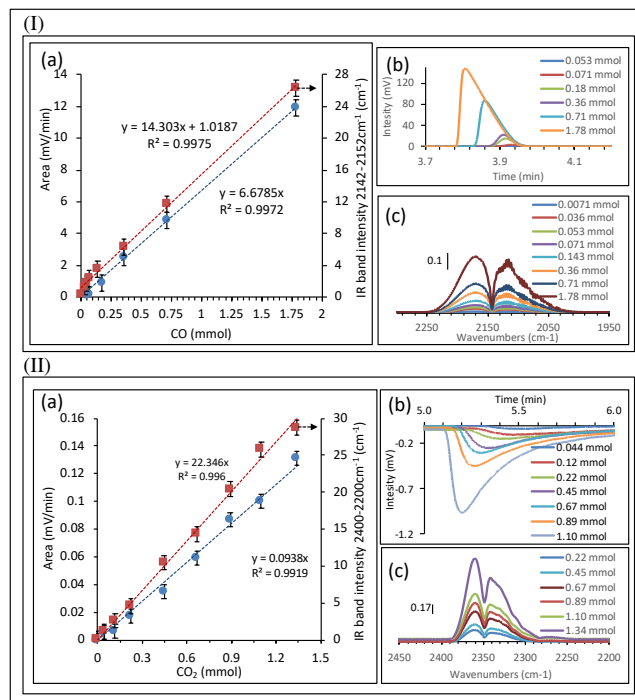 (I)
(a)
14
12
10
8
6
4
2
0
Area (mV/min)
y = 14.303x + 1.0187
R² = 0.9975
y = 6.6785x
R² = 0.9972
28
24
20
16
12
8
4
0
IR band intensity 2142-2152cm⁻¹ (cm⁻¹)
0 0.25 0.5 0.75 1 1.25 1.5 1.75 2
CO (mmol)
(b)
160
120
80
40
0
Intesity (mV)
3.7 3.9 4.1
Time (min)
0.053 mmol
0.071 mmol
0.18 mmol
0.36 mmol
0.71 mmol
1.78 mmol
(c)
0.1
0.0071 mmol
0.036 mmol
0.053 mmol
0.071 mmol
0.143 mmol
0.36 mmol
0.71 mmol
1.78 mmol
2250 2150 2050 1950
Wavenumbers (cm-1)
(II)
(a)
0.16
0.14
0.12
0.1
0.08
0.06
0.04
0.02
0
Area (mV/min)
y = 22.346x
R² = 0.996
y = 0.0938x
R² = 0.9919
30
25
20
15
10
5
0
IR band intensity 2400-2200cm⁻¹ (cm⁻¹)
0 0.3 0.6 0.9 1.2 1.5
CO₂ (mmol)
(b)
Time (min)
5.0 5.5 6.0
-0.2
-0.7
-1.2
Intesity (mV)
0.044 mmol
0.12 mmol
0.22 mmol
0.45 mmol
0.67 mmol
0.89 mmol
1.10 mmol
(c)
0.17
0.22 mmol
0.45 mmol
0.67 mmol
0.89 mmol
1.10 mmol
1.34 mmol
2450 2400 2350 2300 2250 2200
Wavenumbers (cm-1)